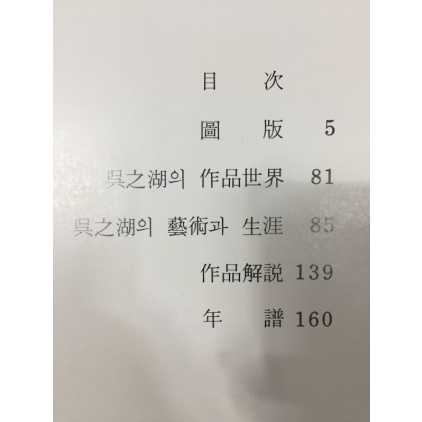 目 次
圖 版 5
吳之湖의 作品世界 81
吳之湖의 藝術과 生涯 85
作品解説 139
年 譜 160